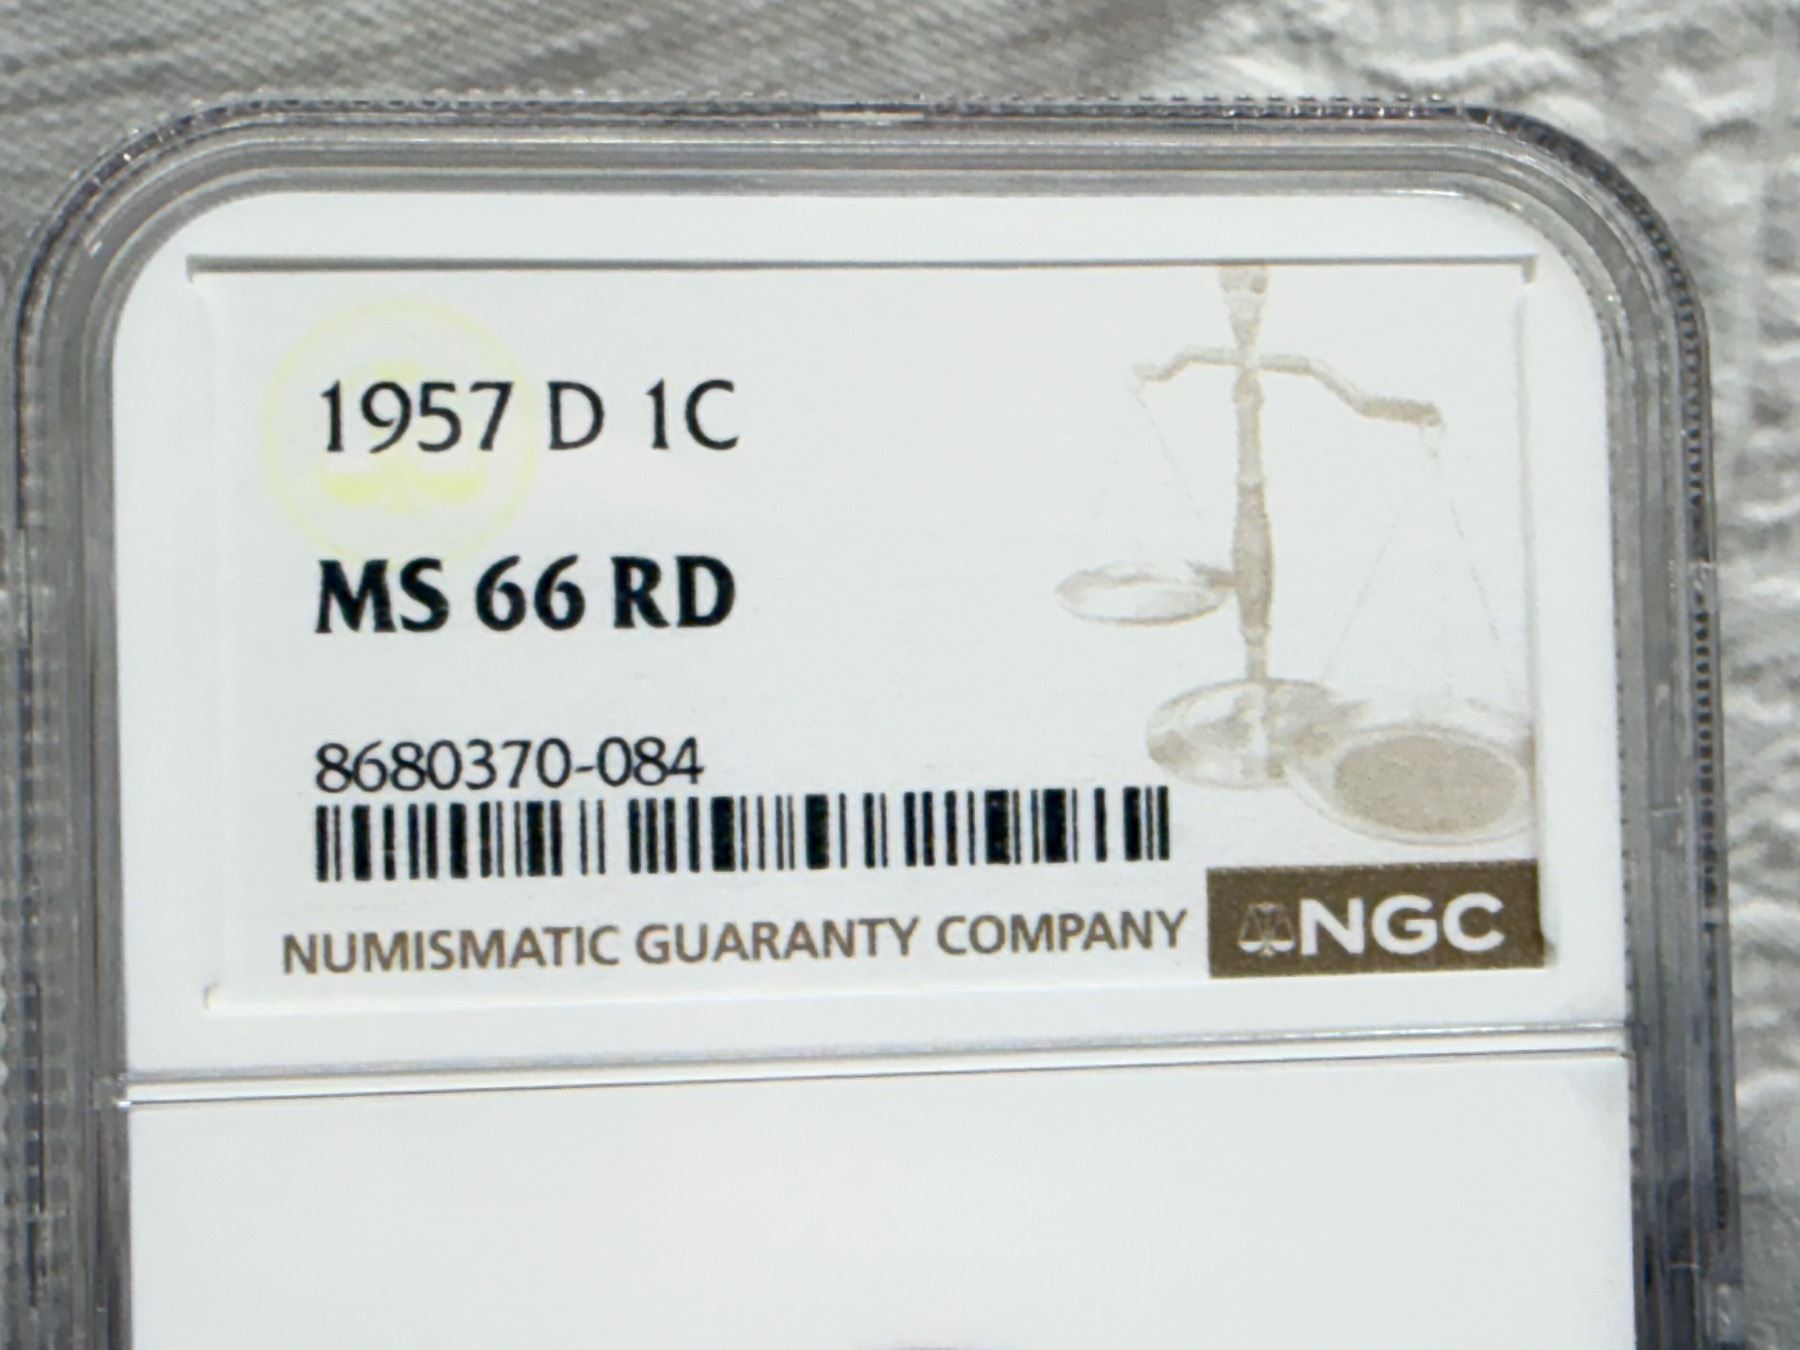 1957 D 1C
MS 66 RD
8680370-084
NUMISMATIC GUARANTY COMPANY
NGC